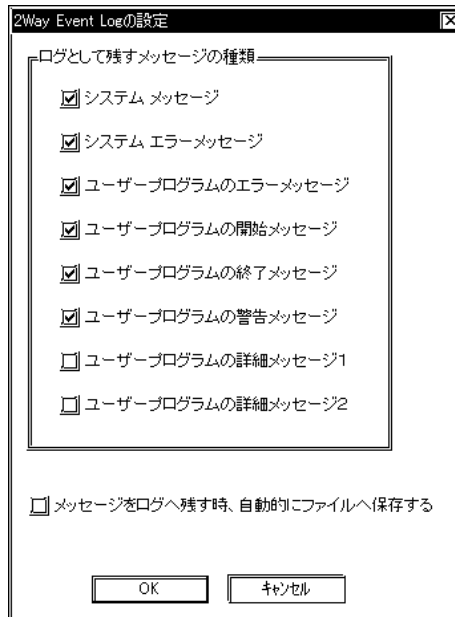 2Way Event Logの設定
ログとして残すメッセージの種類
システム メッセージ
システム エラーメッセージ
ユーザープログラムのエラーメッセージ
ユーザープログラムの開始メッセージ
ユーザープログラムの終了メッセージ
ユーザープログラムの警告メッセージ
ユーザープログラムの詳細メッセージ1
ユーザープログラムの詳細メッセージ2
メッセージをログへ残す時、自動的にファイルへ保存する
OK
キャンセル